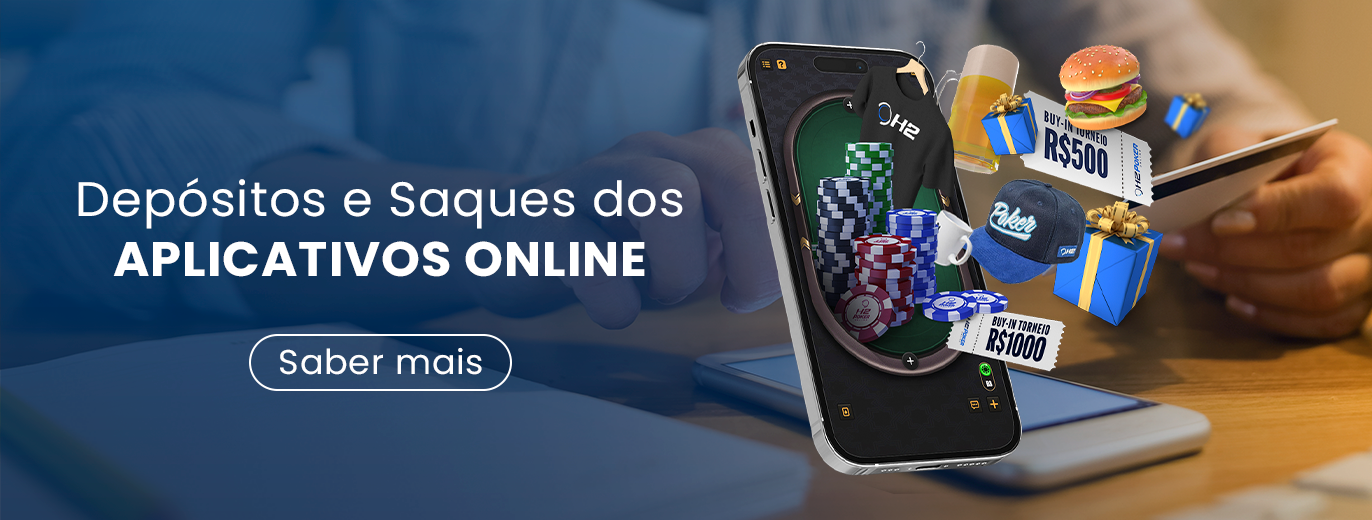 Depósitos e Saques dos
APLICATIVOS ONLINE
Saber mais
H2
BUY-IN TORNEIO
R$500
H2POKER
Poker
H2
POKER
BUY-IN TORNEIO
R$1000